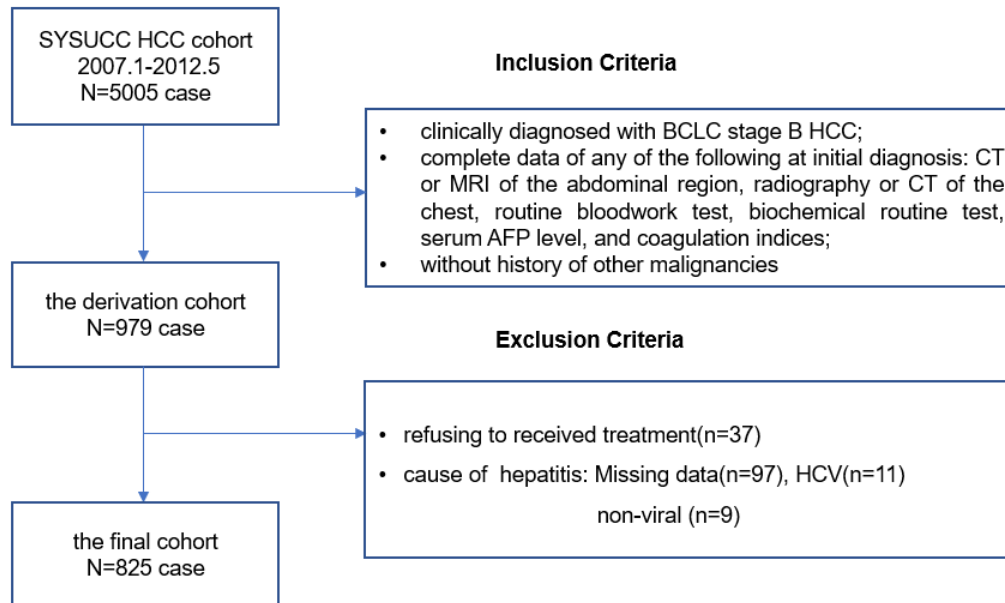 SYSUCC HCC cohort
2007.1-2012.5
N=5005 case
Inclusion Criteria
• clinically diagnosed with BCLC stage B HCC;
• complete data of any of the following at initial diagnosis: CT
or MRI of the abdominal region, radiography or CT of the
chest, routine bloodwork test, biochemical routine test,
serum AFP level, and coagulation indices;
• without history of other malignancies
the derivation cohort
N=979 case
Exclusion Criteria
• refusing to received treatment(n=37)
• cause of hepatitis: Missing data(n=97), HCV(n=11)
non-viral (n=9)
the final cohort
N=825 case